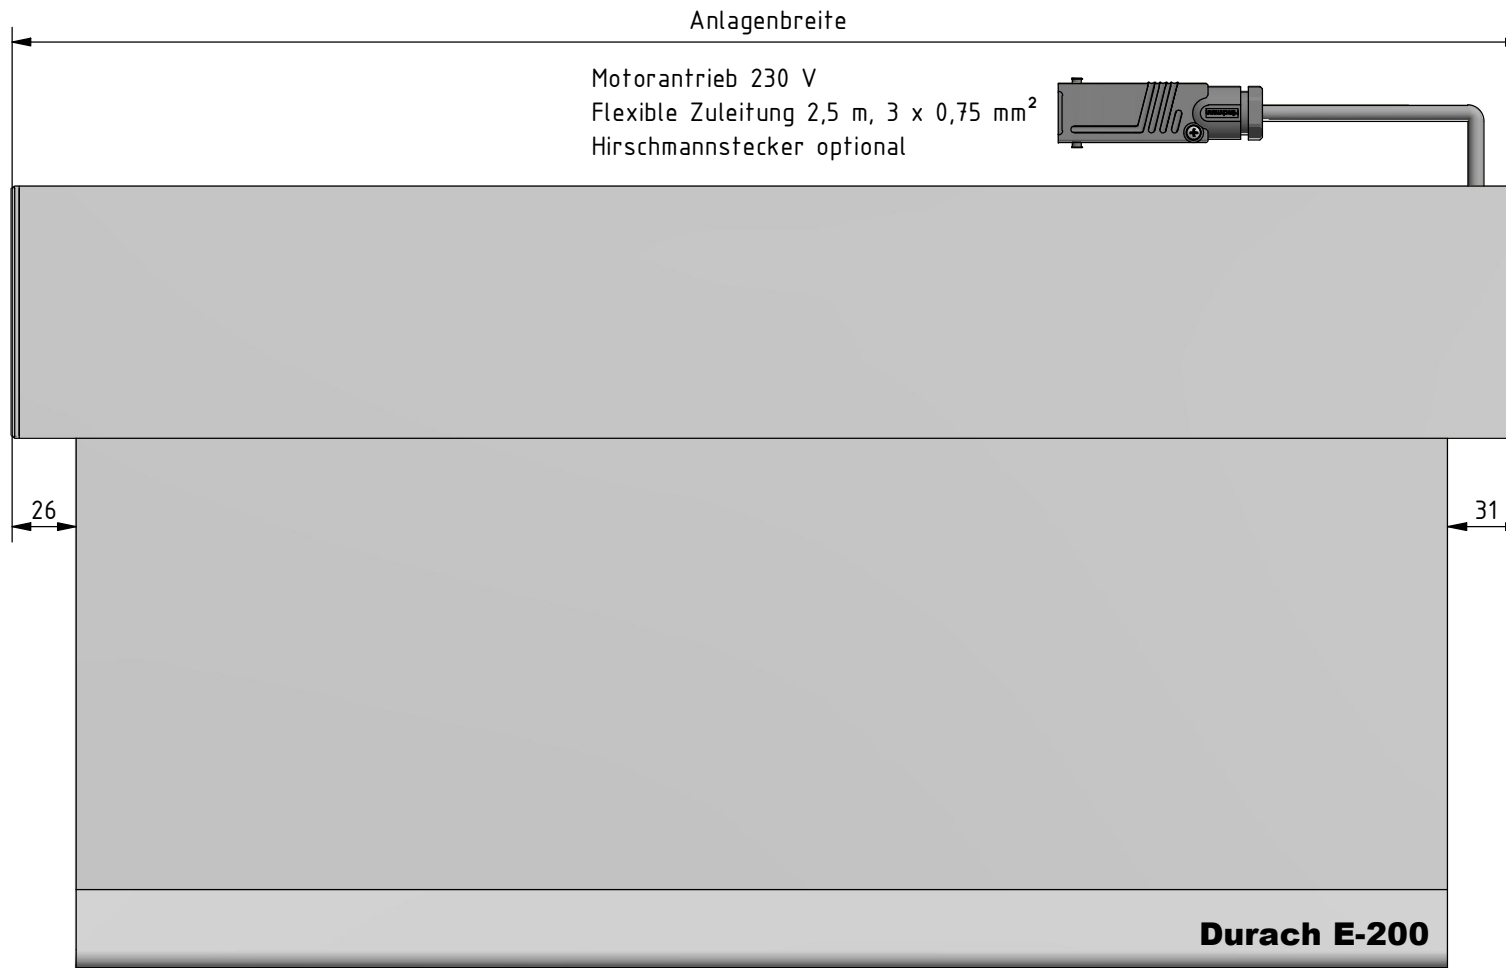 Anlagenbreite
Motorantrieb 230 V
Flexible Zuleitung 2,5 m, 3 x 0,75 mm²
Hirschmannstecker optional
26
31
Durach E-200